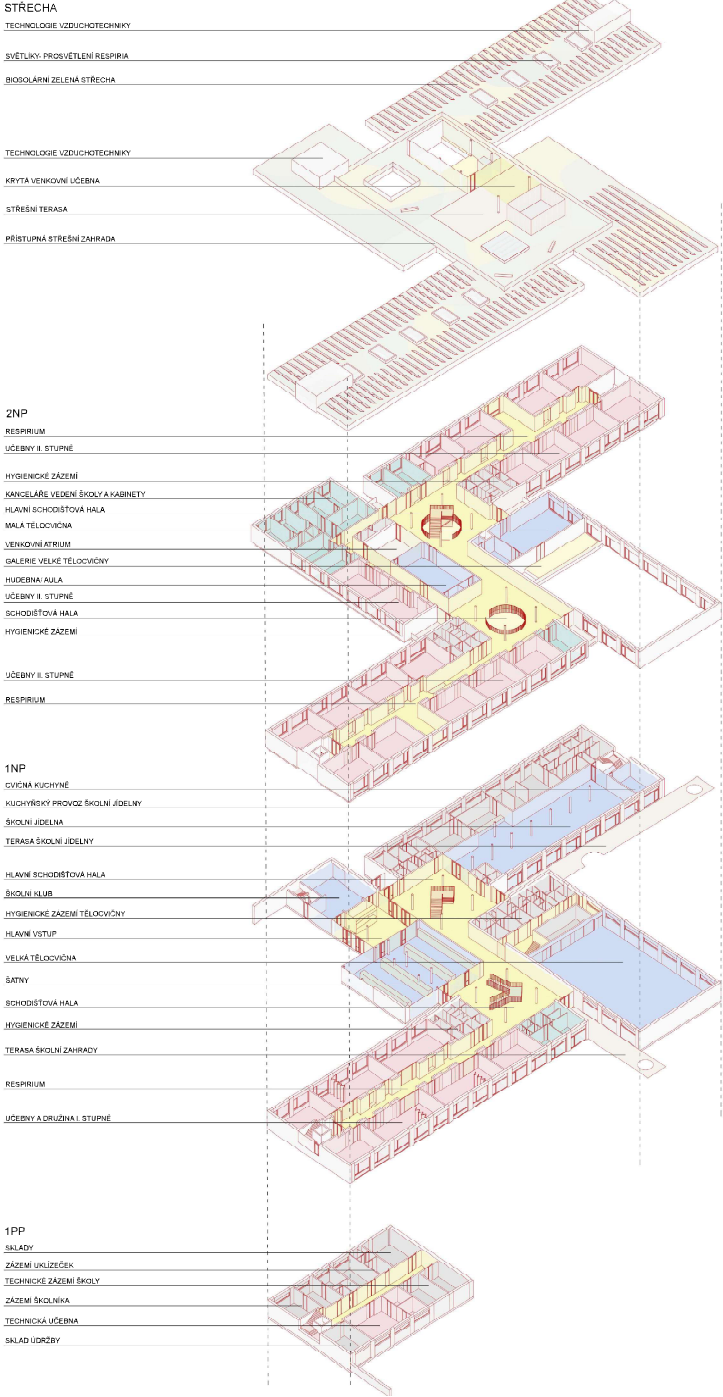 STŘECHA
TECHNOLOGIE VZDUCHOTECHNIKY
SVĚTLÍKY- PROSVĚTLENÍ RESPIRIA
BIOSOLÁRNÍ ZELENÁ STŘECHA
TECHNOLOGIE VZDUCHOTECHNIKY
KRYTÁ VENKOVNÍ UČEBNA
STŘEŠNÍ TERASA
PŘÍSTUPNÁ STŘEŠNÍ ZAHRADA
2NP
RESPIRIUM
UČEBNY II. STUPNĚ
HYGIENICKÉ ZÁZEMÍ
KANCELÁŘE VEDENÍ ŠKOLY A KABINETY
HLAVNÍ SCHODIŠŤOVÁ HALA
MALÁ TĚLOCVIČNA
VENKOVNÍ ATRIUM
GALERIE VELKÉ TĚLOCVIČNY
HUDEBNA/ AULA
UČEBNY II. STUPNĚ
SCHODIŠŤOVÁ HALA
HYGIENICKÉ ZÁZEMÍ
UČEBNY II. STUPNĚ
RESPIRIUM
1NP
CVIČNÁ KUCHYNĚ
KUCHYŇSKÝ PROVOZ ŠKOLNÍ JÍDELNY
ŠKOLNÍ JÍDELNA
TERASA ŠKOLNÍ JÍDELNY
HLAVNÍ SCHODIŠŤOVÁ HALA
ŠKOLNÍ KLUB
HYGIENICKÉ ZÁZEMÍ TĚLOCVIČNY
HLAVNÍ VSTUP
VELKÁ TĚLOCVIČNA
ŠATNY
SCHODIŠŤOVÁ HALA
HYGIENICKÉ ZÁZEMÍ
TERASA ŠKOLNÍ ZAHRADY
RESPIRIUM
UČEBNY A DRUŽINA I. STUPNĚ
1PP
SKLADY
ZÁZEMÍ UKLÍZEČEK
TECHNICKÉ ZÁZEMÍ ŠKOLY
ZÁZEMÍ ŠKOLNÍKA
TECHNICKÁ UČEBNA
SKLAD ÚDRŽBY